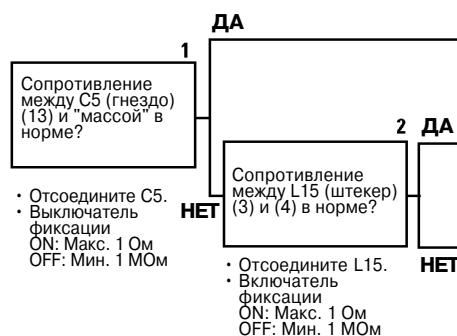 ДА
1
Сопротивление
между C5 (гнездо)
(13) и "массой" в
норме?
• Отсоедините C5.
• Выключатель
фиксации
ON: Макс. 1 Ом
OFF: Мин. 1 МОм
НЕТ
2
ДА
Сопротивление
между L15 (штекер)
(3) и (4) в норме?
НЕТ
• Отсоедините L15.
• Включатель
фиксации
ON: Макс. 1 Ом
OFF: Мин. 1 МОм